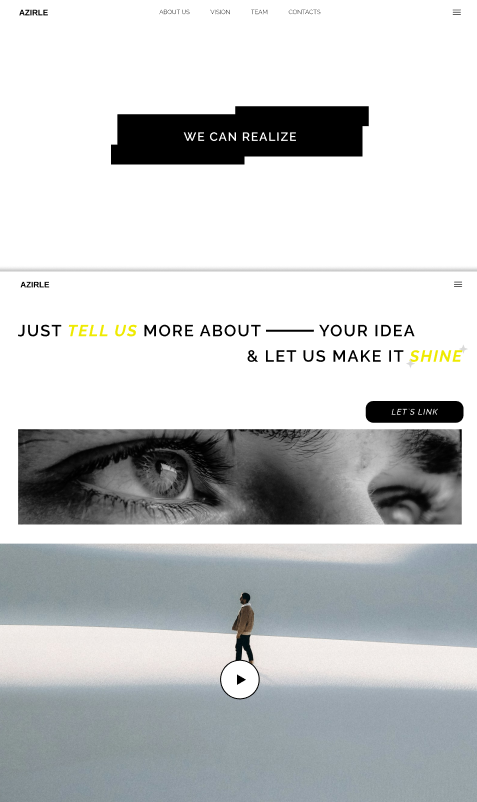 AZIRLE
ABOUT US VISION TEAM CONTACTS
WE CAN REALIZE
AZIRLE
JUST TELL US MORE ABOUT YOUR IDEA
& LET US MAKE IT SHINE
LET S LINK